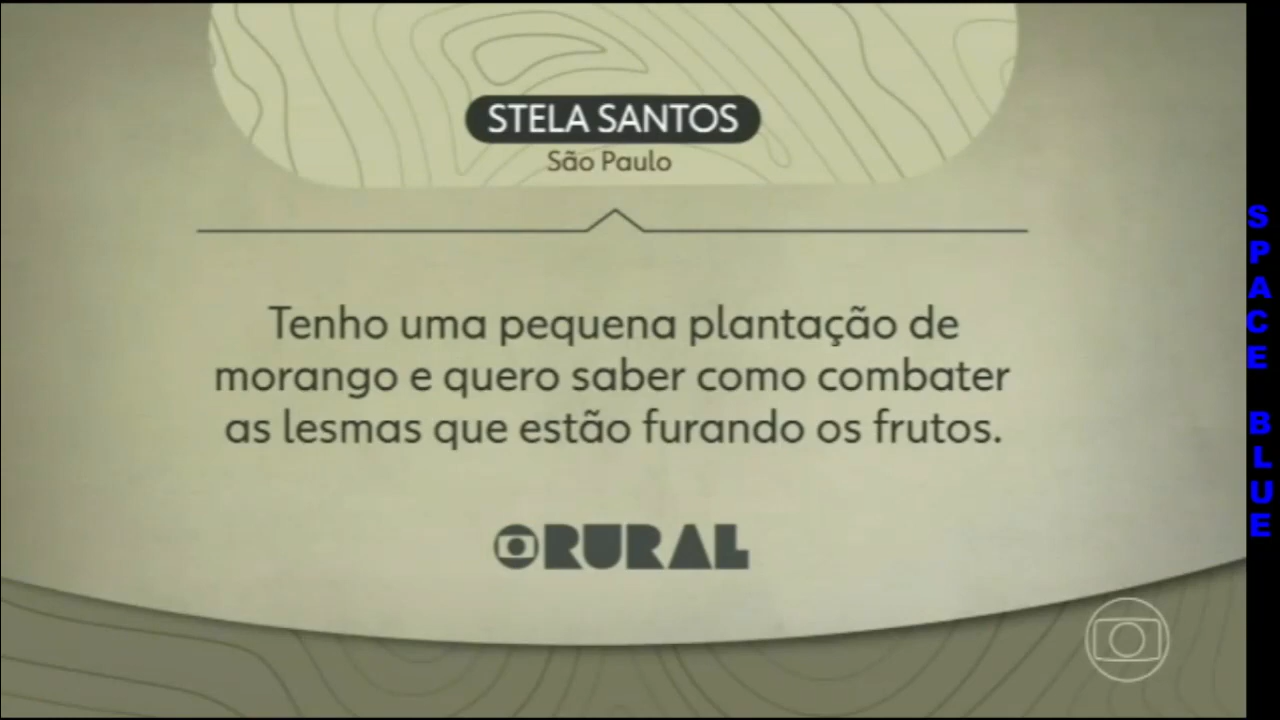 STELA SANTOS
São Paulo
Tenho uma pequena plantação de
morango e quero saber como combater
as lesmas que estão furando os frutos.
RURAL
SPACE BLUE